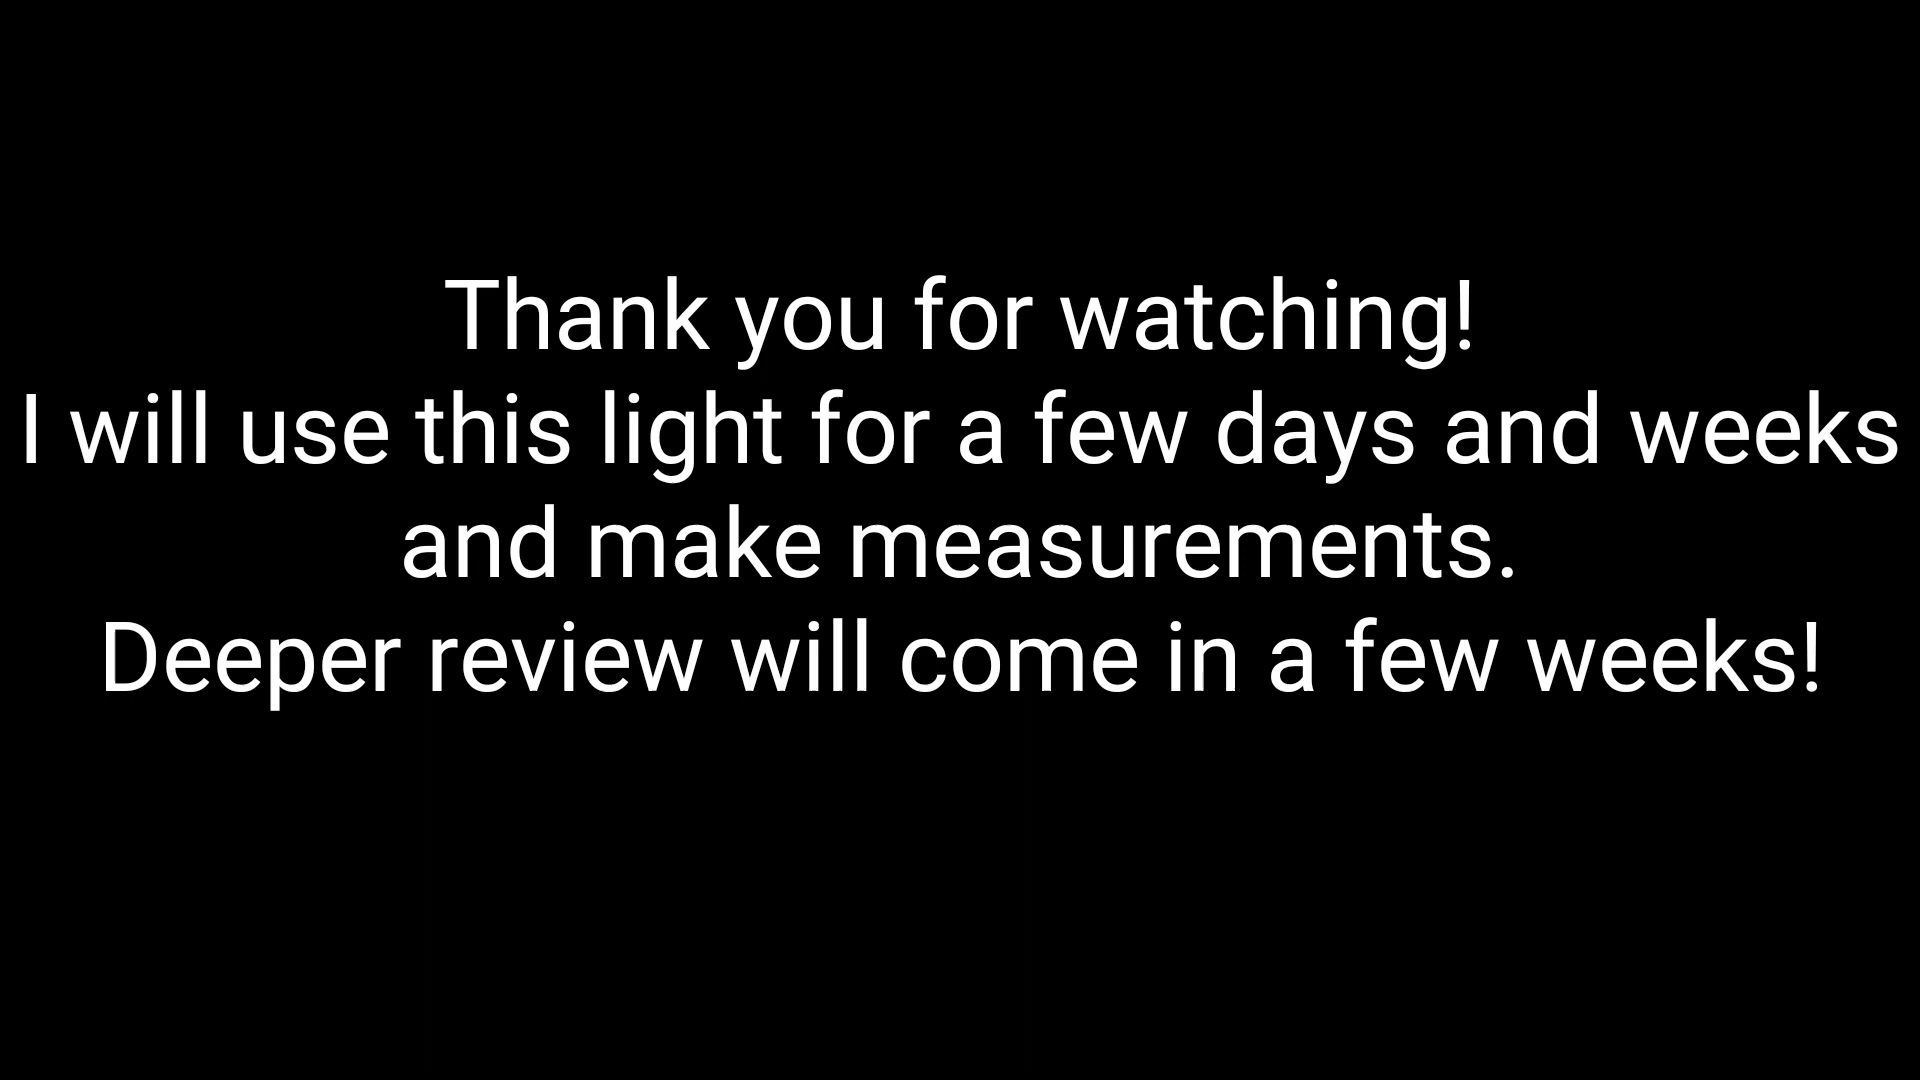 Thank you for watching!
I will use this light for a few days and weeks
and make measurements.
Deeper review will come in a few weeks!